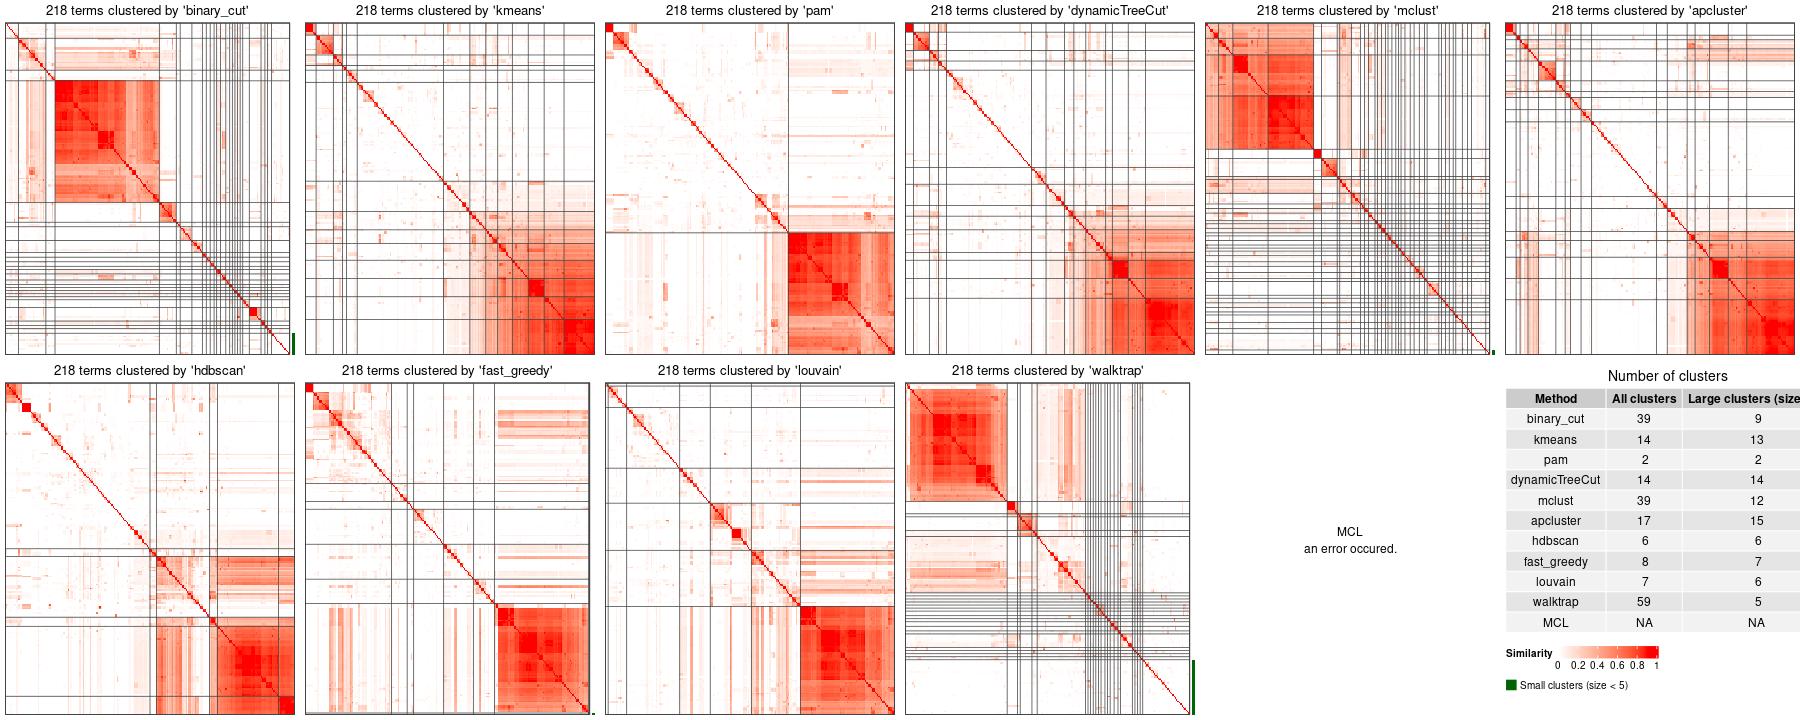 218 terms clustered by 'binary_cut'
218 terms clustered by 'kmeans'
218 terms clustered by 'pam'
218 terms clustered by 'dynamicTreeCut'
218 terms clustered by 'mclust'
218 terms clustered by 'apcluster'
218 terms clustered by 'hdbscan'
218 terms clustered by 'fast_greedy'
218 terms clustered by 'louvain'
218 terms clustered by 'walktrap'
MCL
an error occured.
Number of clusters
Method All clusters Large clusters (size
binary_cut 39 9
kmeans 14 13
pam 2 2
dynamicTreeCut 14 14
mclust 39 12
apcluster 17 15
hdbscan 6 6
fast_greedy 8 7
louvain 7 6
walktrap 59 5
MCL NA NA
Similarity
0 0.2 0.4 0.6 0.8 1
Small clusters (size < 5)